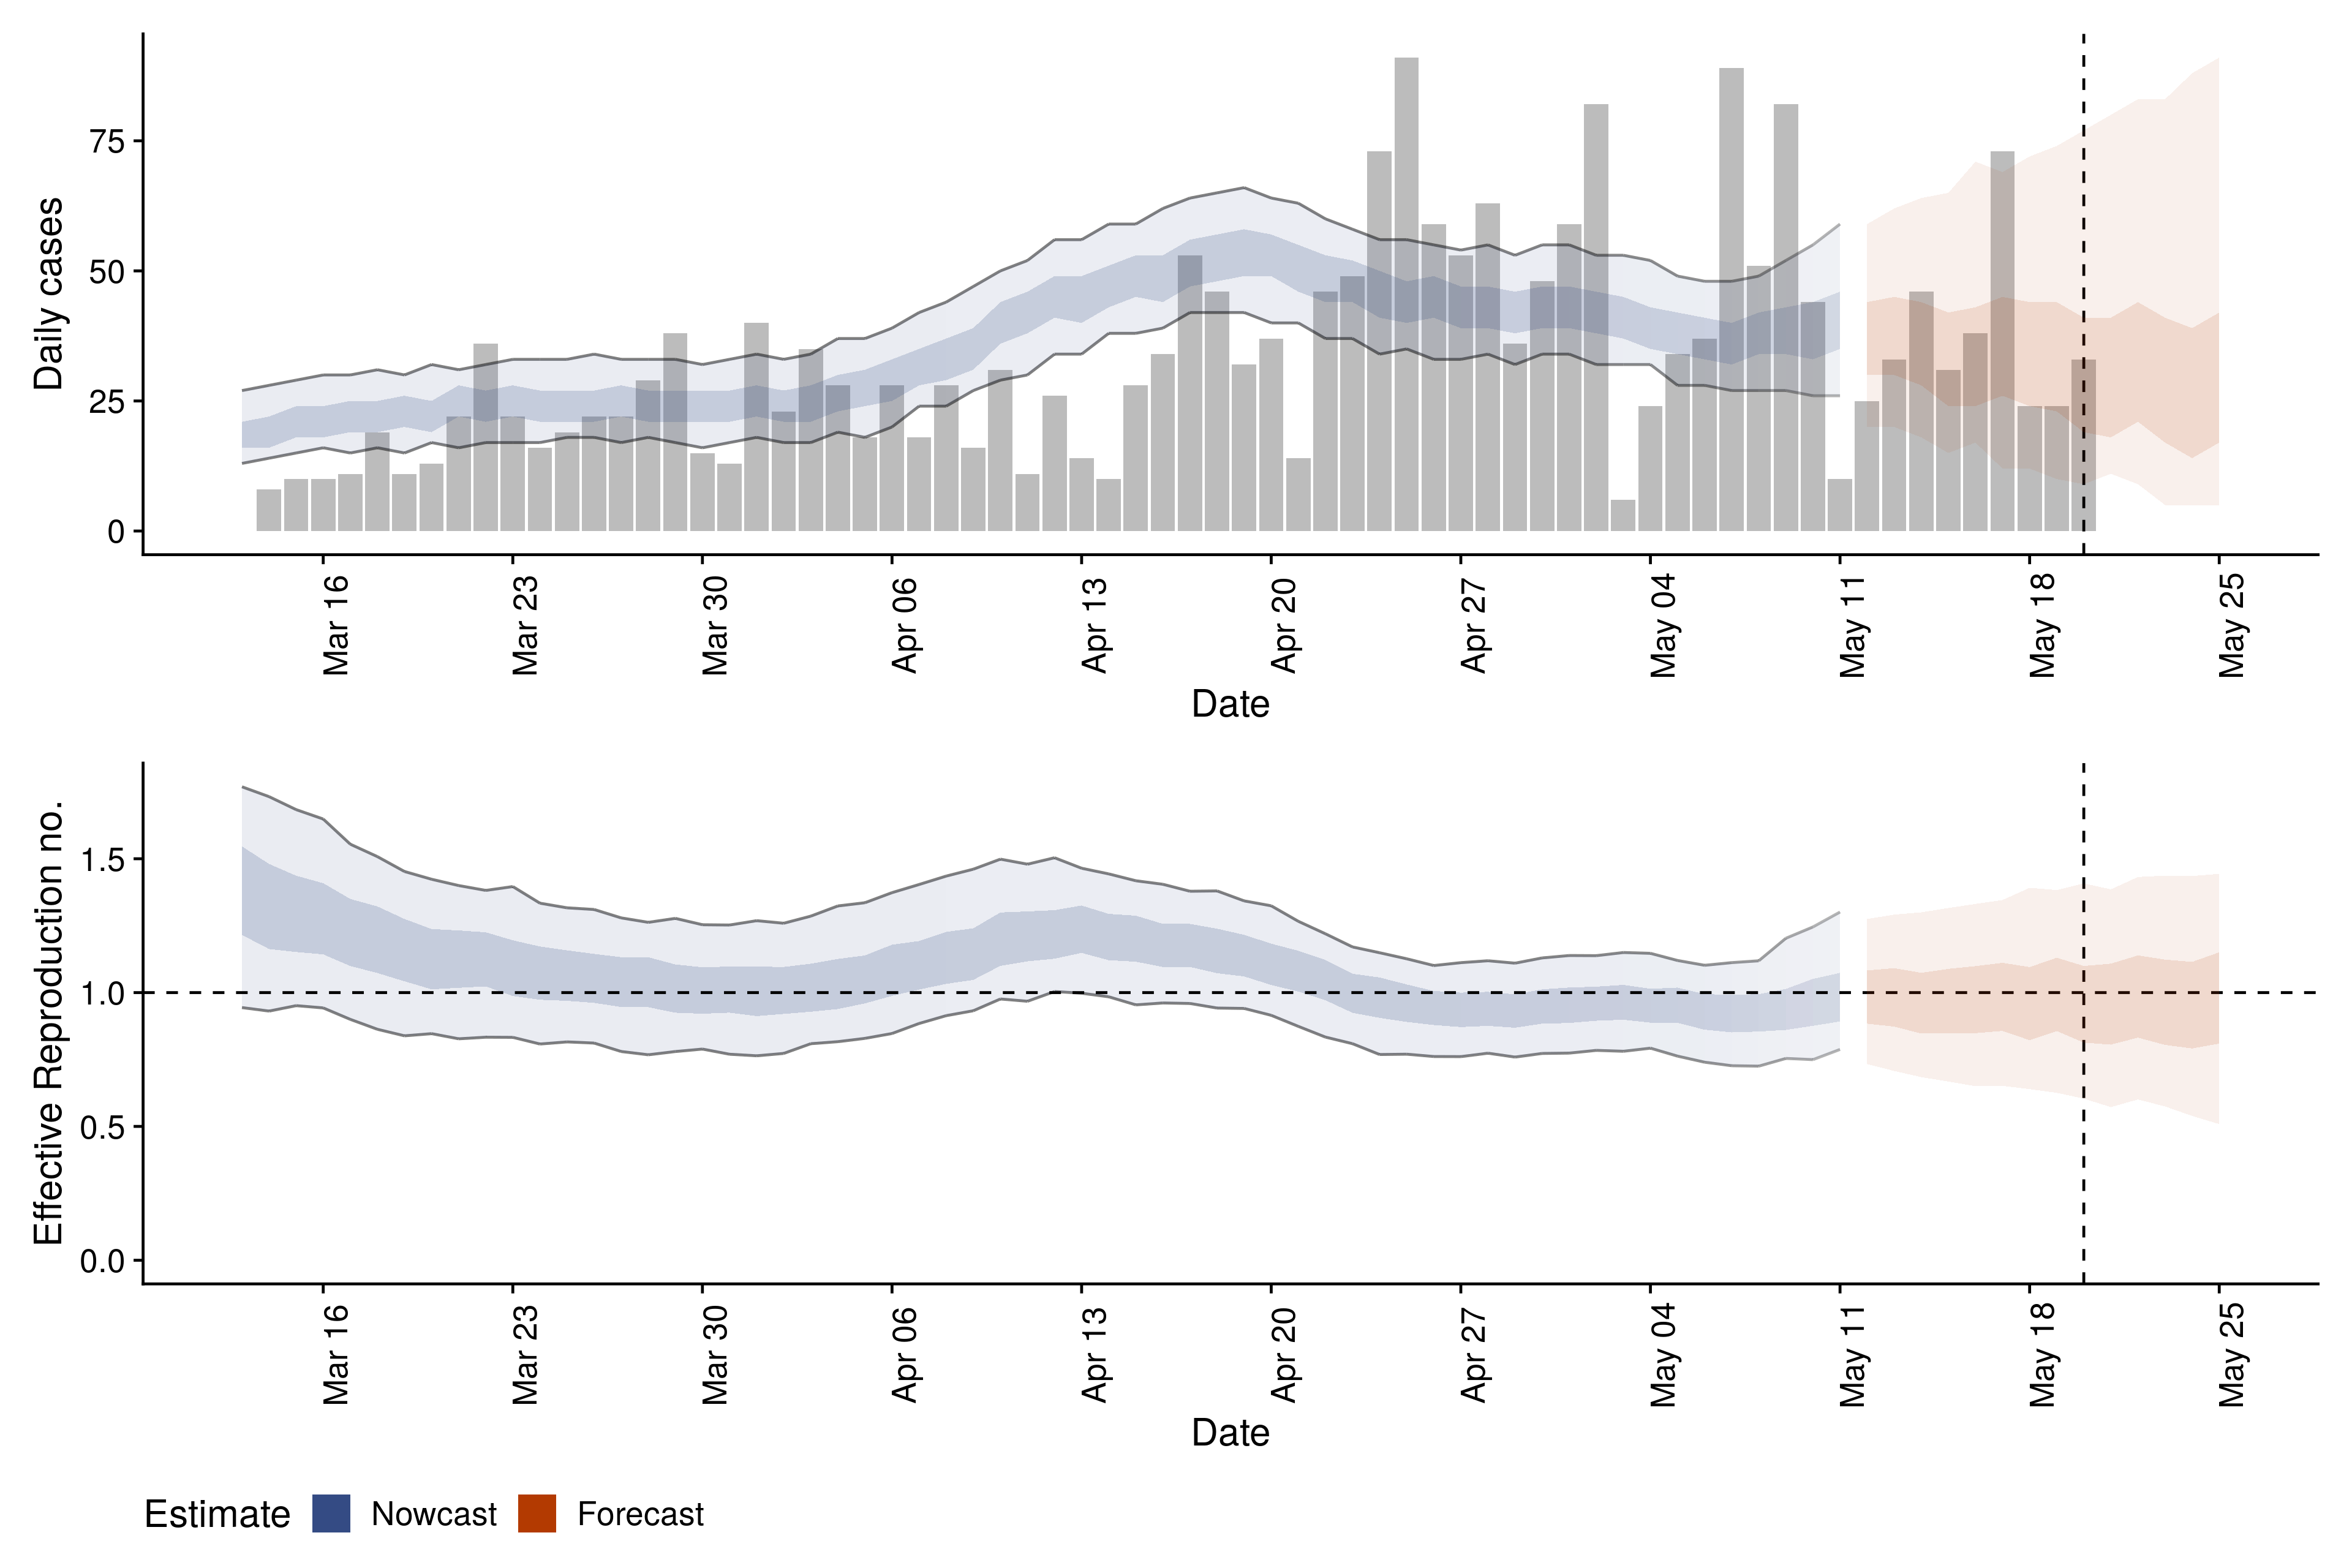 Daily cases
75
50
25
0
Mar 16
Mar 23
Mar 30
Apr 06
Apr 13
Apr 20
Apr 27
May 04
May 11
May 18
May 25
Date
Effective Reproduction no.
1.5
1.0
0.5
0.0
Mar 16
Mar 23
Mar 30
Apr 06
Apr 13
Apr 20
Apr 27
May 04
May 11
May 18
May 25
Date
Estimate Nowcast Forecast